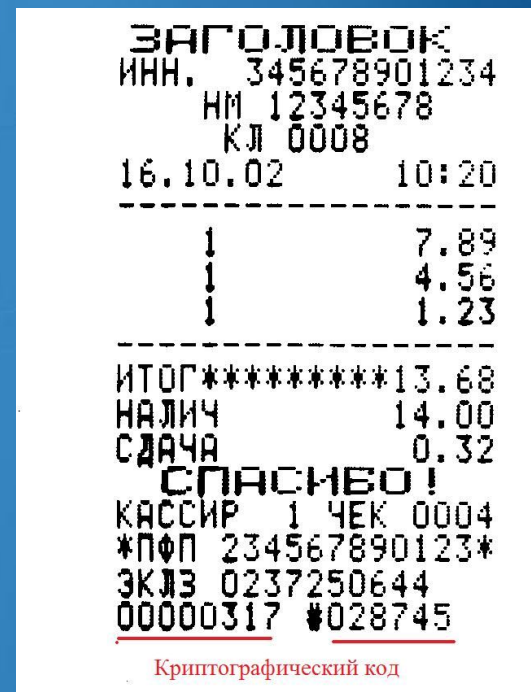 ЗАГОЛОВОК
ИНН. 345678901234
НМ 12345678
КЛ 0008
16.10.02 10:20
1 7.89
1 4.56
1 1.23
ИТОГ*********13.68
НАЛИЧ 14.00
СДАЧА 0.32
СПАСИБО!
КАССИР 1 ЧЕК 0004
*ПФП 234567890123*
ЭКЛЗ 0237250644
00000317 #028745
Криптографический код